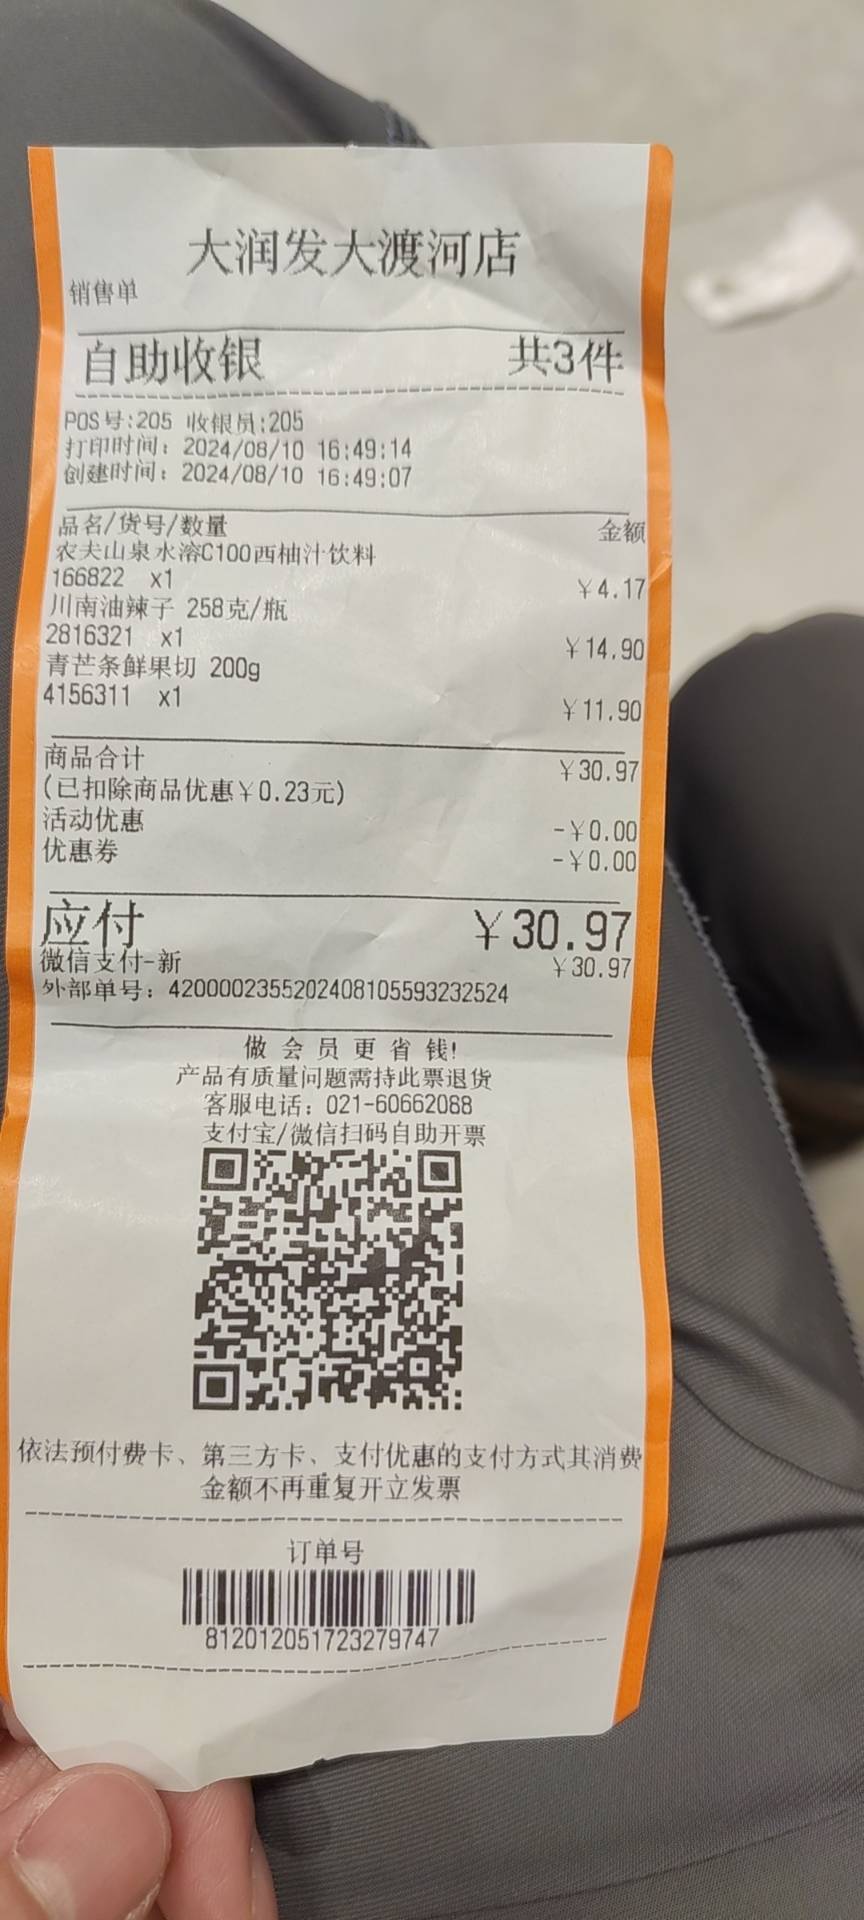 大润发大渡河店
销售单
自助收银 共3件
POS号:205 收银员:205
打印时间: 2024/08/10 16:49:14
创建时间: 2024/08/10 16:49:07
品名/货号/数量 金额
农夫山泉水溶C100西柚汁饮料
166822 x1 ¥4.17
川南油辣子 258克/瓶
2816321 x1 ¥14.90
青芒条鲜果切 200g
4156311 x1 ¥11.90
商品合计 ¥30.97
(已扣除商品优惠¥0.23元)
活动优惠 -¥0.00
优惠券 -¥0.00
应付 ¥30.97
微信支付-新 ¥30.97
外部单号: 4200002355202408105593232524
做会员更省钱!
产品有质量问题需持此票退货
客服电话: 021-60662088
支付宝/微信扫码自助开票
依法预付费卡、第三方卡、支付优惠的支付方式其消费
金额不再重复开立发票
订单号
812012051723279747